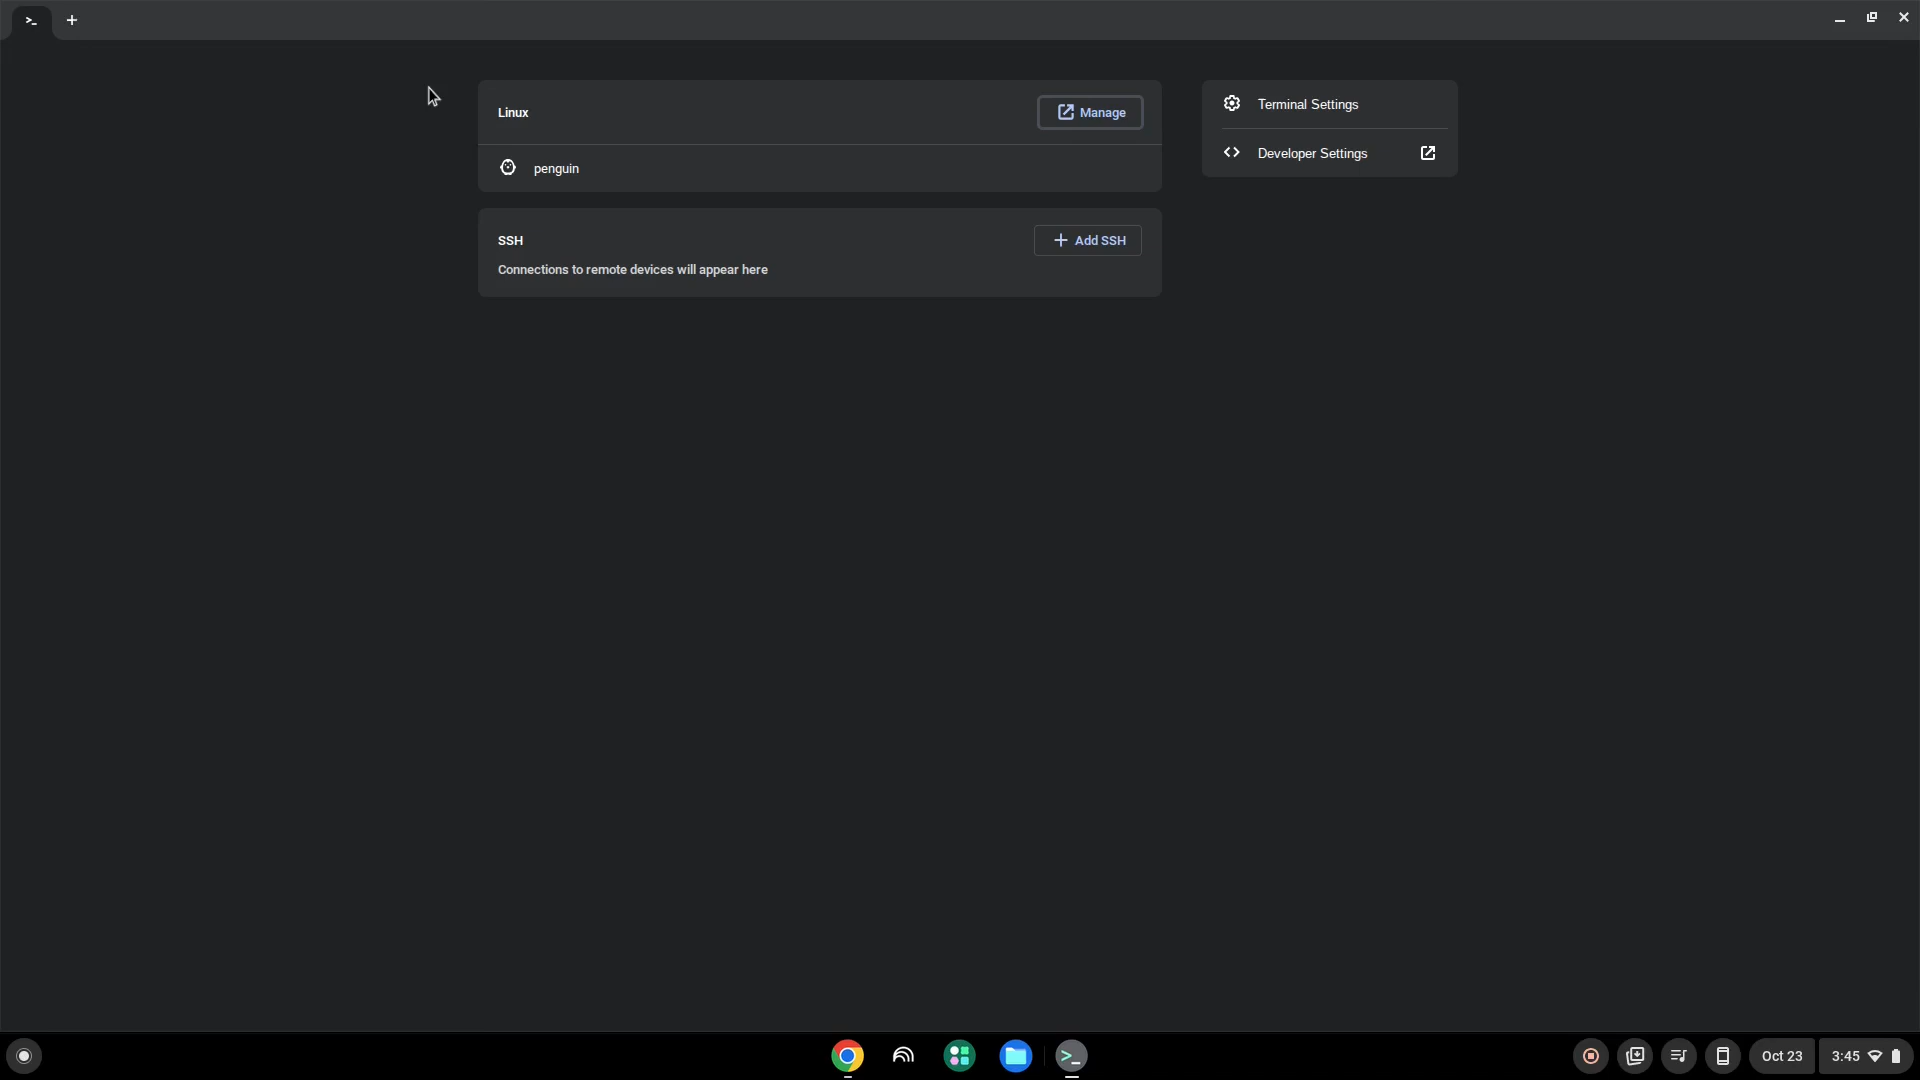 Linux
Manage
penguin
SSH
Add SSH
Connections to remote devices will appear here
Terminal Settings
Developer Settings
Oct 23
3:45